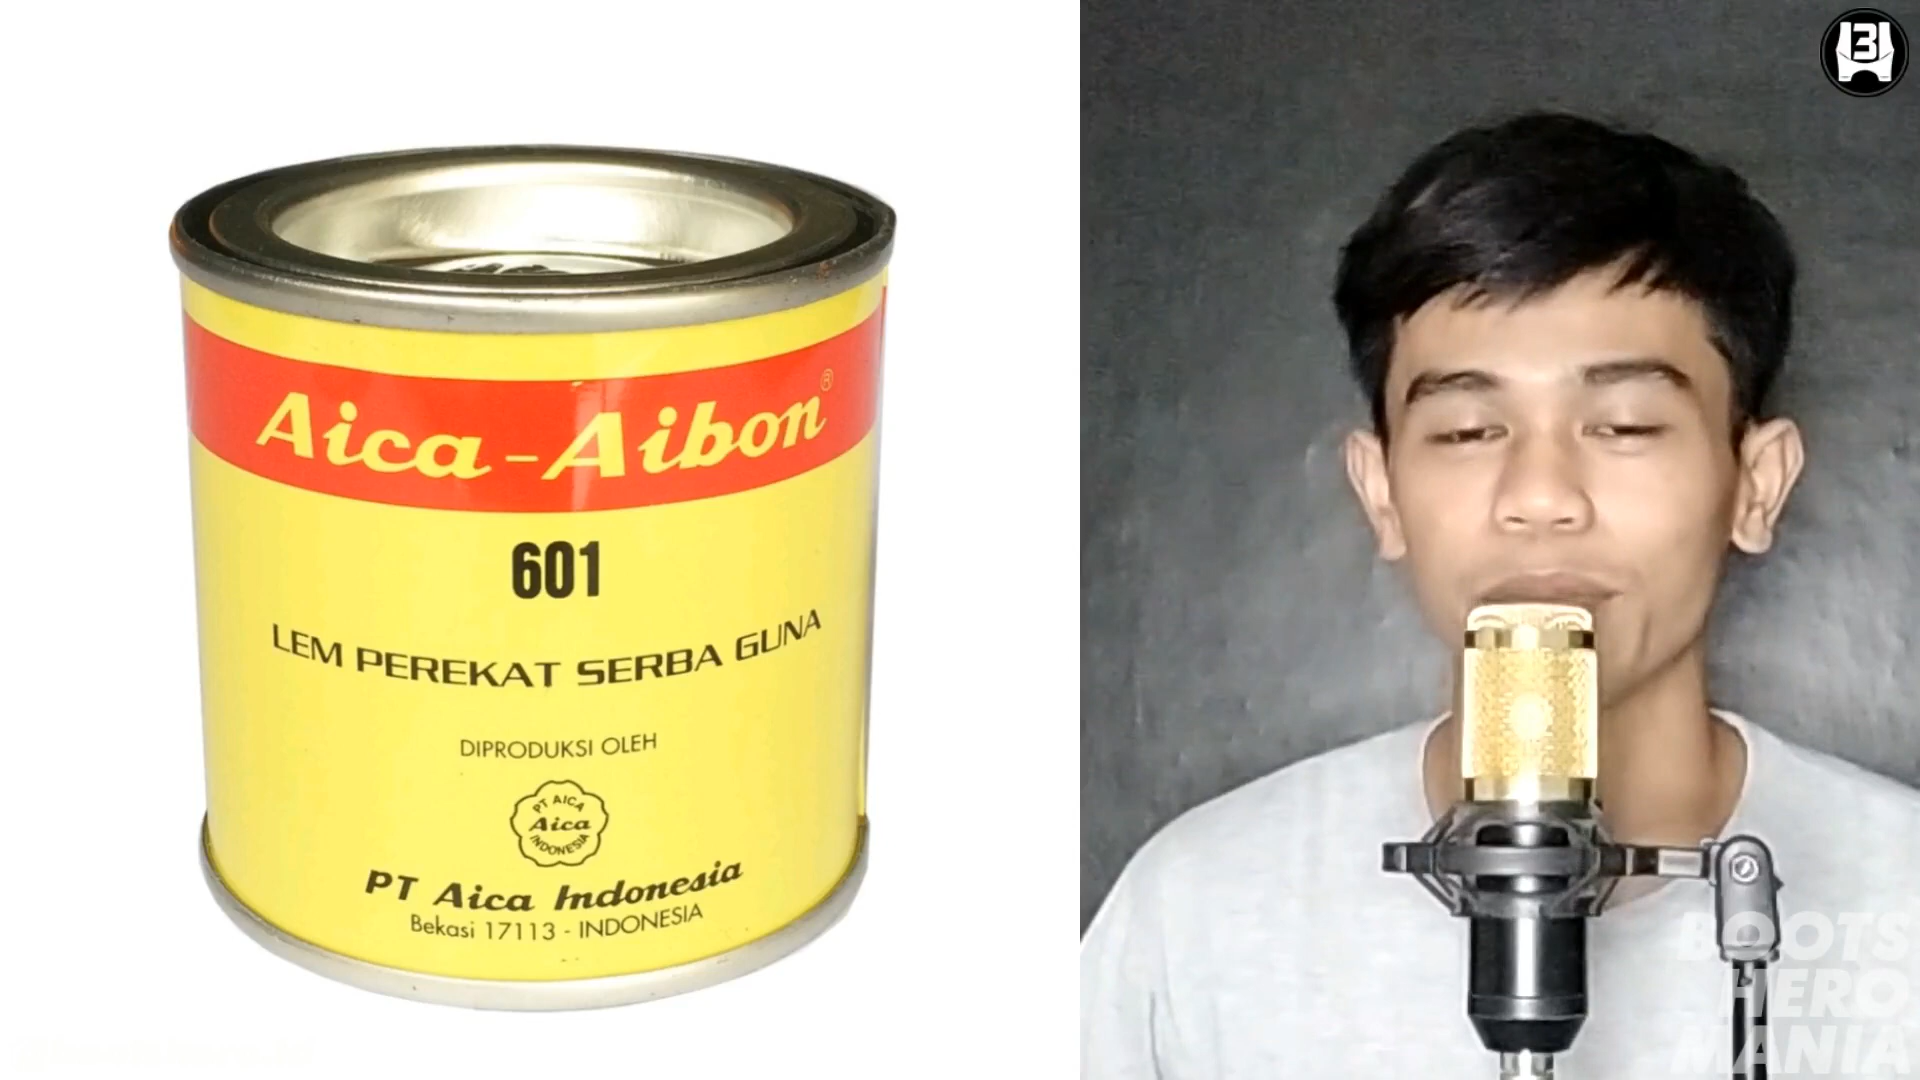 Aica-Aibon®
601
LEM PEREKAT SERBA GUNA
DIPRODUKSI OLEH
PT AICA
Aica
INDONESIA
PT Aica Indonesia
Bekasi 17113 - INDONESIA
BOOTS
HERO
MANIA